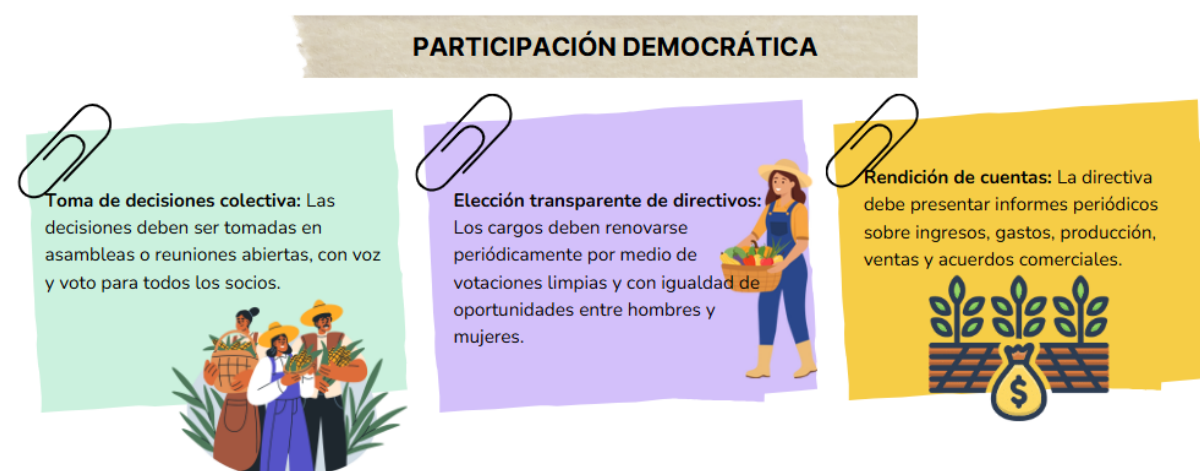 PARTICIPACIÓN DEMOCRÁTICA
Toma de decisiones colectiva: Las
decisiones deben ser tomadas en
asambleas o reuniones abiertas, con voz
y voto para todos los socios.
Elección transparente de directivos:
Los cargos deben renovarse
periódicamente por medio de
votaciones limpias y con igualdad de
oportunidades entre hombres y
mujeres.
Rendición de cuentas: La directiva
debe presentar informes periódicos
sobre ingresos, gastos, producción,
ventas y acuerdos comerciales.
$